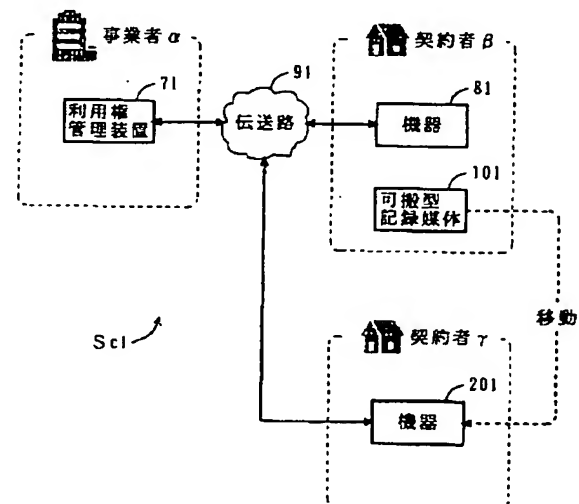 事業者α
71
利用権
管理装置
91
伝送路
契約者β
81
機器
101
可搬型
記録媒体
移動
Scl
契約者γ
201
機器